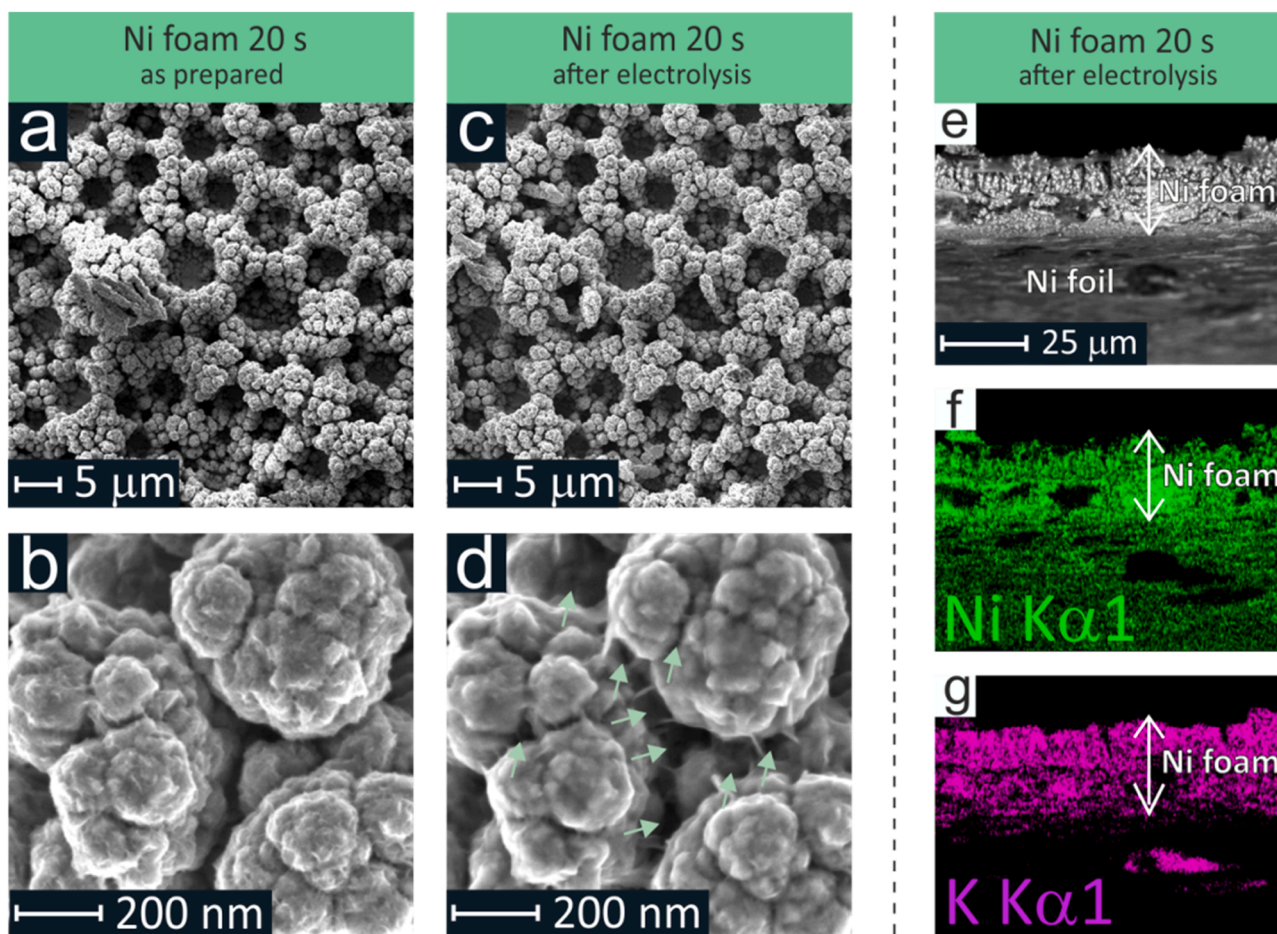 Ni foam 20 s
as prepared
a
5 μm
b
200 nm
Ni foam 20 s
after electrolysis
c
5 μm
d
200 nm
Ni foam 20 s
after electrolysis
e
Ni foam
Ni foil
25 μm
f
Ni foam
Ni Kα1
g
Ni foam
K Kα1